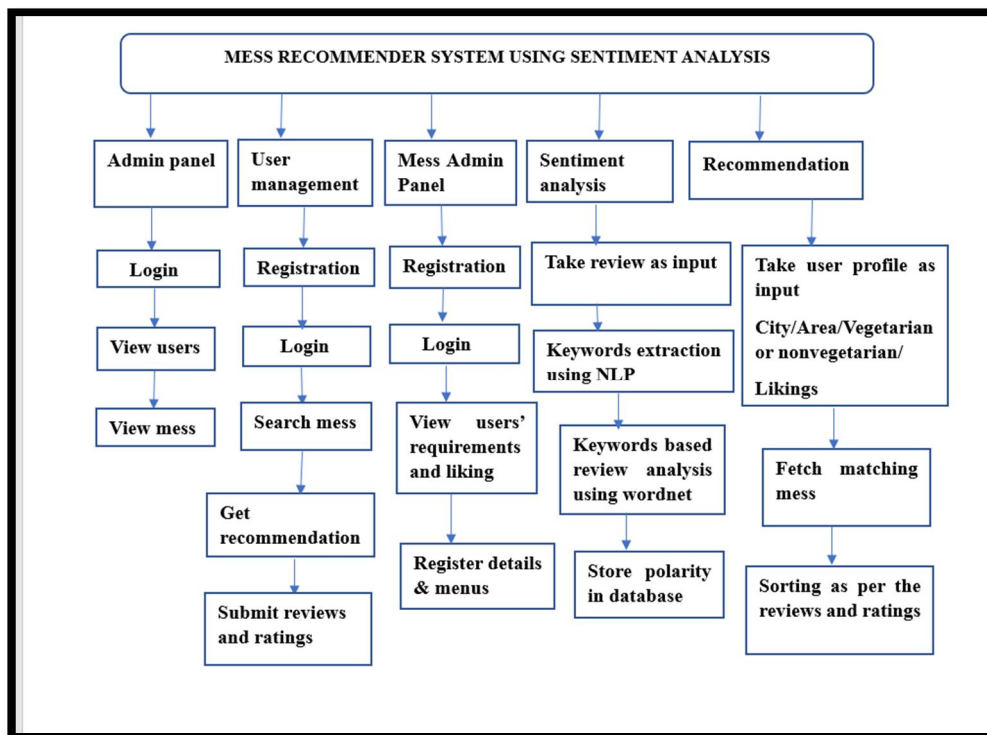 MESS RECOMMENDER SYSTEM USING SENTIMENT ANALYSIS
Admin panel
Login
View users
View mess
User
management
Registration
Login
Search mess
Get
recommendation
Submit reviews
and ratings
Mess Admin
Panel
Registration
Login
View users’
requirements
and liking
Register details
& menus
Sentiment
analysis
Take review as input
Keywords extraction
using NLP
Keywords based
review analysis
using wordnet
Store polarity
in database
Recommendation
Take user profile as
input
City/Area/Vegetarian
or nonvegetarian/
Likings
Fetch matching
mess
Sorting as per the
reviews and ratings